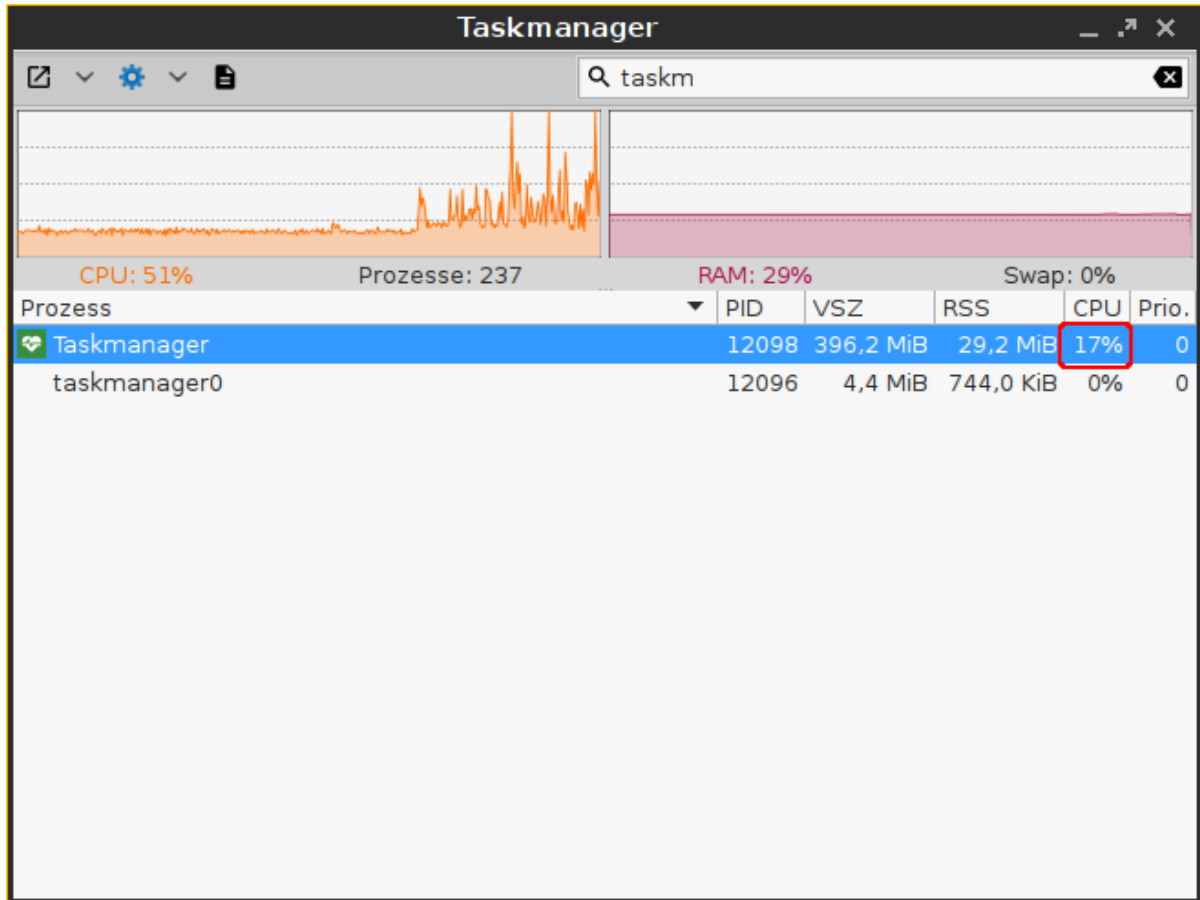 Taskmanager
taskm
CPU: 51% Prozesse: 237 RAM: 29% Swap: 0%
Prozess PID VSZ RSS CPU Prio.
Taskmanager 12098 396,2 MiB 29,2 MiB 17% 0
taskmanager0 12096 4,4 MiB 744,0 KiB 0% 0